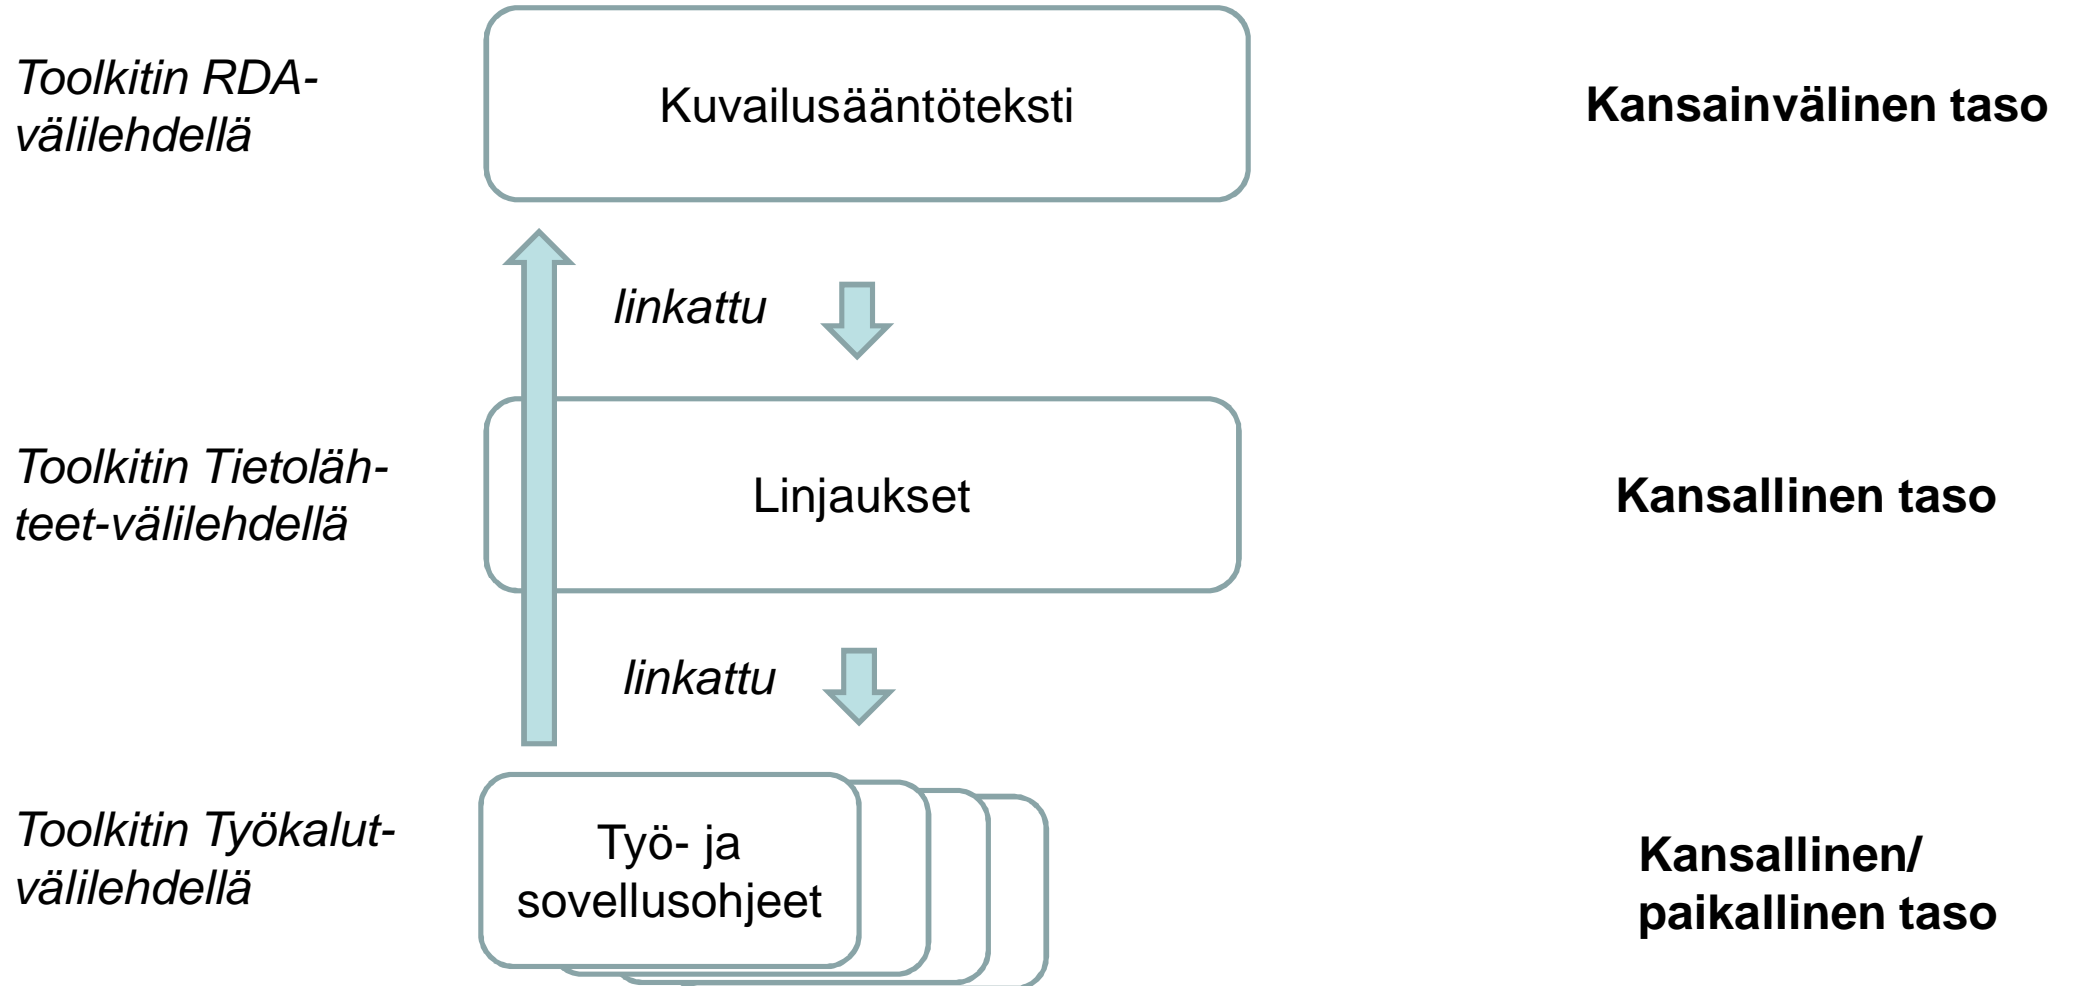 Toolkitin RDA-
välilehdellä
Kuvailusääntöteksti
Kansainvälinen taso
linkattu
Toolkitin Tietoläh-
teet-välilehdellä
Linjaukset
Kansallinen taso
linkattu
Toolkitin Työkalut-
välilehdellä
Työ- ja
sovellusohjeet
Kansallinen/
paikallinen taso